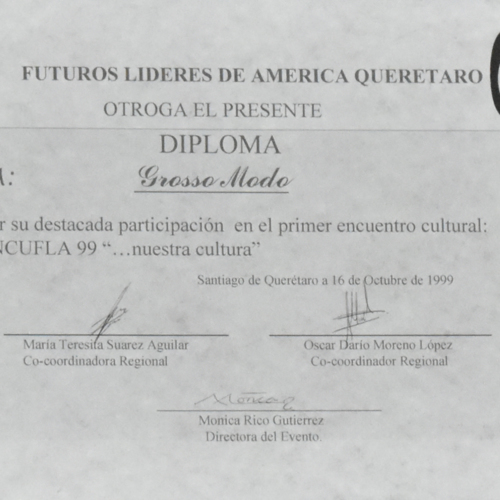 FUTUROS LIDERES DE AMERICA QUERETARO
OTROGA EL PRESENTE
DIPLOMA
A: Grosso Modo
r su destacada participación en el primer encuentro cultural:
NCUFLA 99 “…nuestra cultura”
Santiago de Querétaro a 16 de Octubre de 1999
María Teresita Suarez Aguilar
Co-coordinadora Regional
Oscar Darío Moreno López
Co-coordinador Regional
Monica Rico Gutierrez
Directora del Evento.